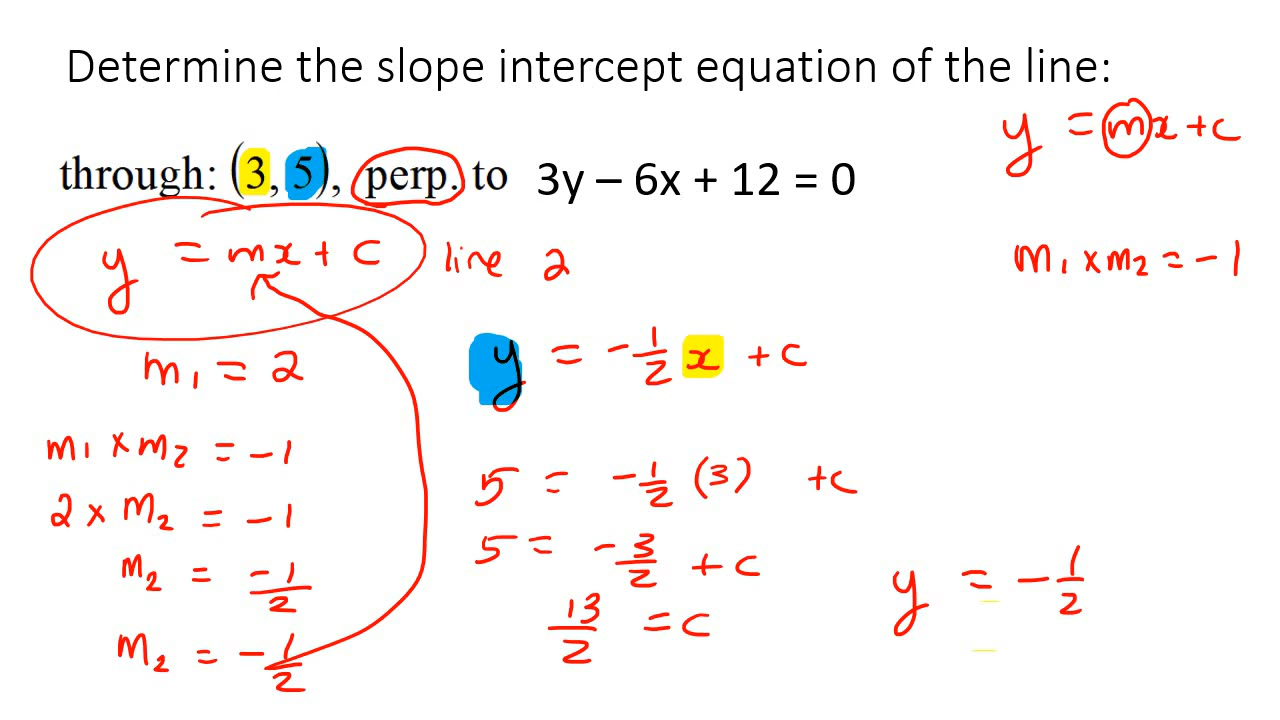 Determine the slope intercept equation of the line:
through: (3, 5), perp. to 3y – 6x + 12 = 0
y = mx + c
m₁ × m₂ = -1
y = mx + c line 2
m₁ = 2
m₁ × m₂ = -1
2 × m₂ = -1
m₂ = -1/2
m₂ = -1/2
y = -1/2 x + c
5 = -1/2 (3) + c
5 = -3/2 + c
13/2 = c
y = -1/2